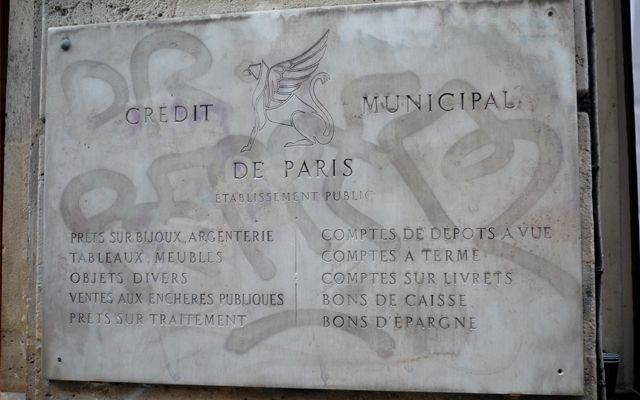 CREDIT MUNICIPAL
DE PARIS
ETABLISSEMENT PUBLIC
PRETS SUR BIJOUX, ARGENTERIE
TABLEAUX, MEUBLES
OBJETS DIVERS
VENTES AUX ENCHERES PUBLIQUES
PRETS SUR TRAITEMENT
COMPTES DE DEPOTS A VUE
COMPTES A TERME
COMPTES SUR LIVRETS
BONS DE CAISSE
BONS D'EPARGNE
DR